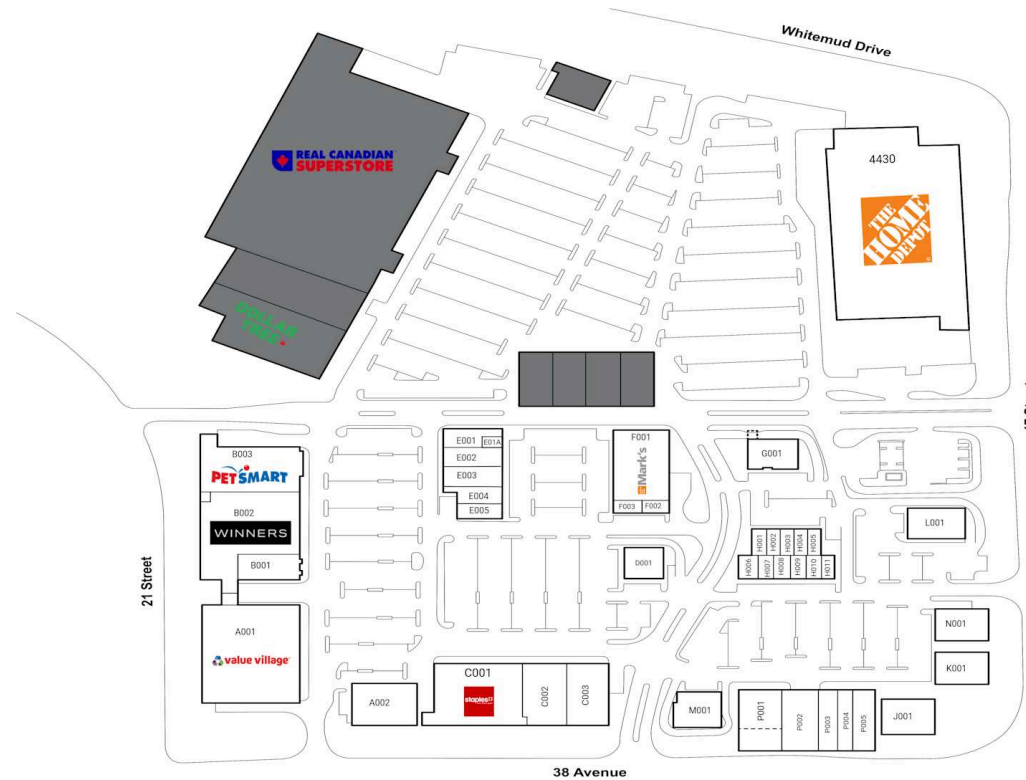 Whitemud Drive
REAL CANADIAN
SUPERSTORE
4430
THE
HOME
DEPOT
DOLLAR
TREE
E001
E01A
E002
E003
E004
E005
F001
Mark's
F003
F002
G001
B003
PETSMART
B002
WINNERS
B001
21 Street
L001
H001
H002
H003
H004
H005
H006
H007
H008
H009
H010
H011
D001
A001
value village
N001
K001
A002
C001
staples
C002
C003
M001
P001
P002
P003
P004
P005
J001
38 Avenue